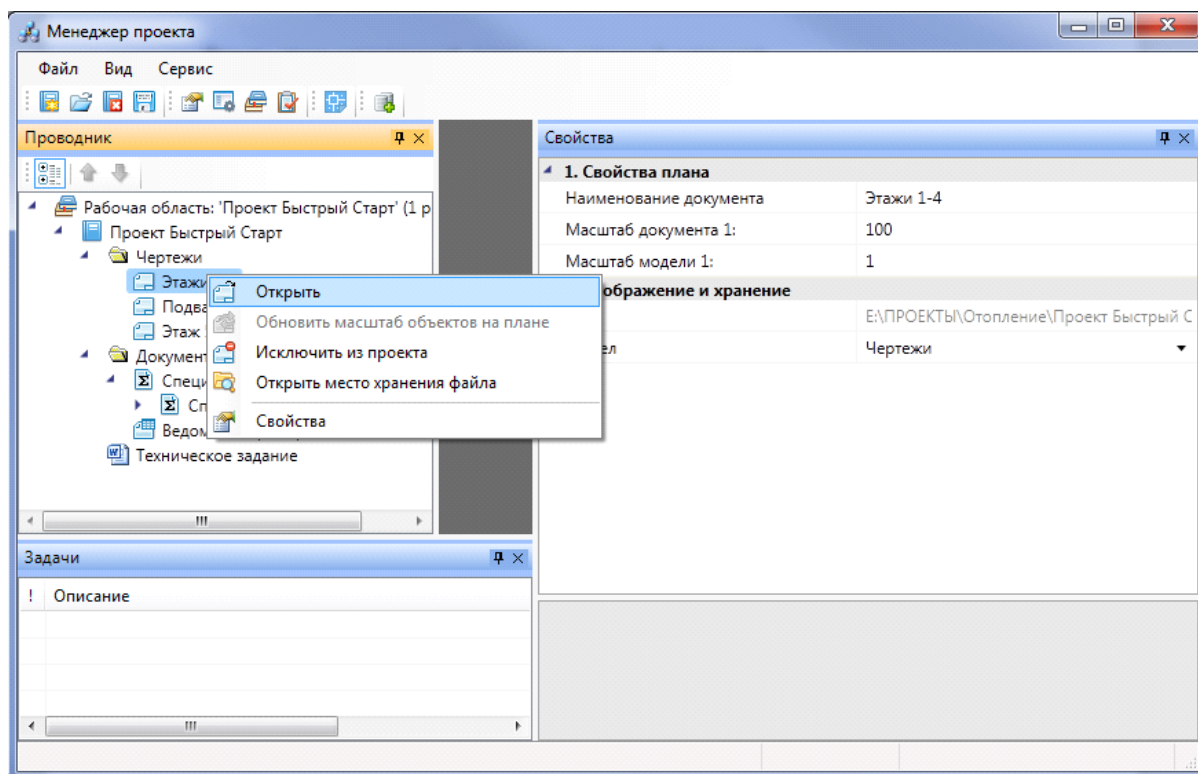 Менеджер проекта
Файл Вид Сервис
Проводник
Рабочая область: 'Проект Быстрый Старт' (1 р
Проект Быстрый Старт
Чертежи
Этажи
Подва
Этаж
Документ
Специ
Сп
Ведом
Техническое задание
Открыть
Обновить масштаб объектов на плане
Исключить из проекта
Открыть место хранения файла
Свойства
Свойства
1. Свойства плана
Наименование документа Этажи 1-4
Масштаб документа 1: 100
Масштаб модели 1: 1
ображение и хранение
E:\ПРОЕКТЫ\Отопление\Проект Быстрый С
ел Чертежи
Задачи
! Описание